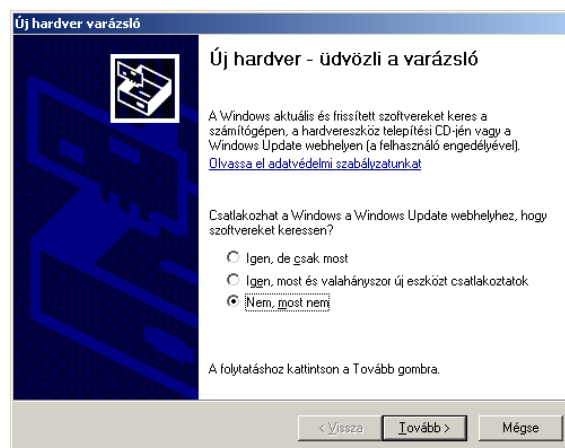 Új hardver varázsló
Új hardver - üdvözli a varázsló
A Windows aktuális és frissített szoftvereket keres a
számítógépen, a hardvereszköz telepítési CD-jén vagy a
Windows Update webhelyen (a felhasználó engedélyével).
Olvassa el adatvédelmi szabályzatunkat
Csatlakozhat a Windows a Windows Update webhelyhez, hogy
szoftvereket keressen?
Igen, de csak most
Igen, most és valahányszor új eszközt csatlakoztatok
Nem, most nem
A folytatáshoz kattintson a Tovább gombra.
< Vissza Tovább > Mégse